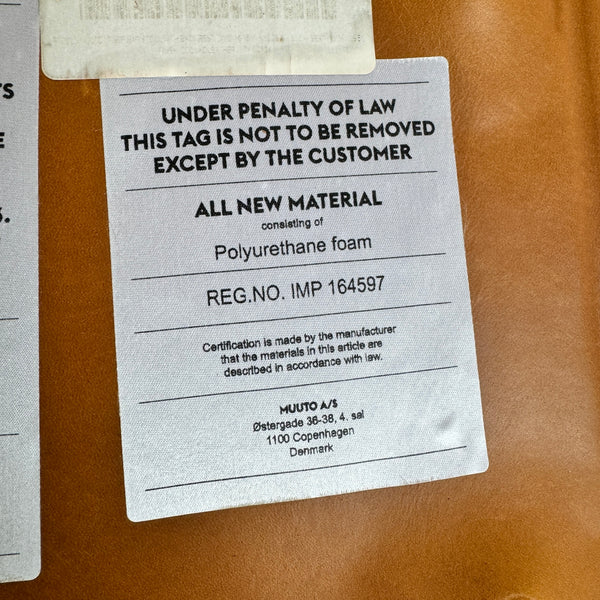 UNDER PENALTY OF LAW
THIS TAG IS NOT TO BE REMOVED
EXCEPT BY THE CUSTOMER
ALL NEW MATERIAL
consisting of
Polyurethane foam
REG.NO. IMP 164597
Certification is made by the manufacturer
that the materials in this article are
described in accordance with law.
MUUTO A/S
Østergade 36-38, 4. sal
1100 Copenhagen
Denmark